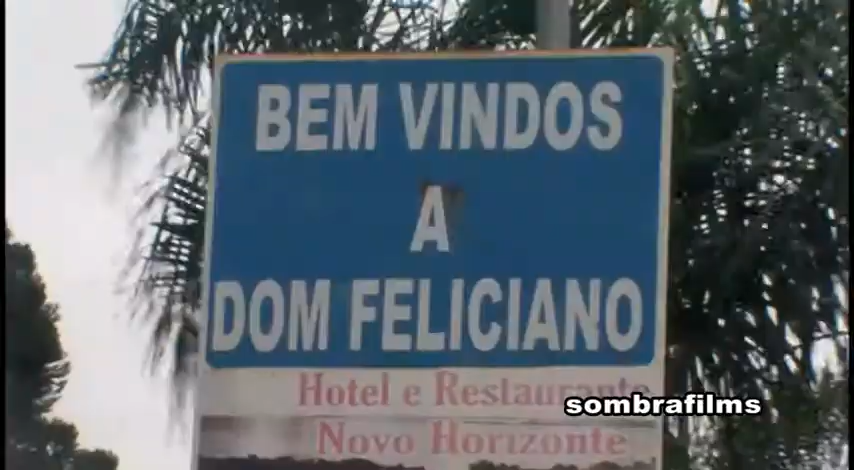 BEM VINDOS
A
DOM FELICIANO
Hotel e Restaurante
sombrafilms
Novo Horizonte